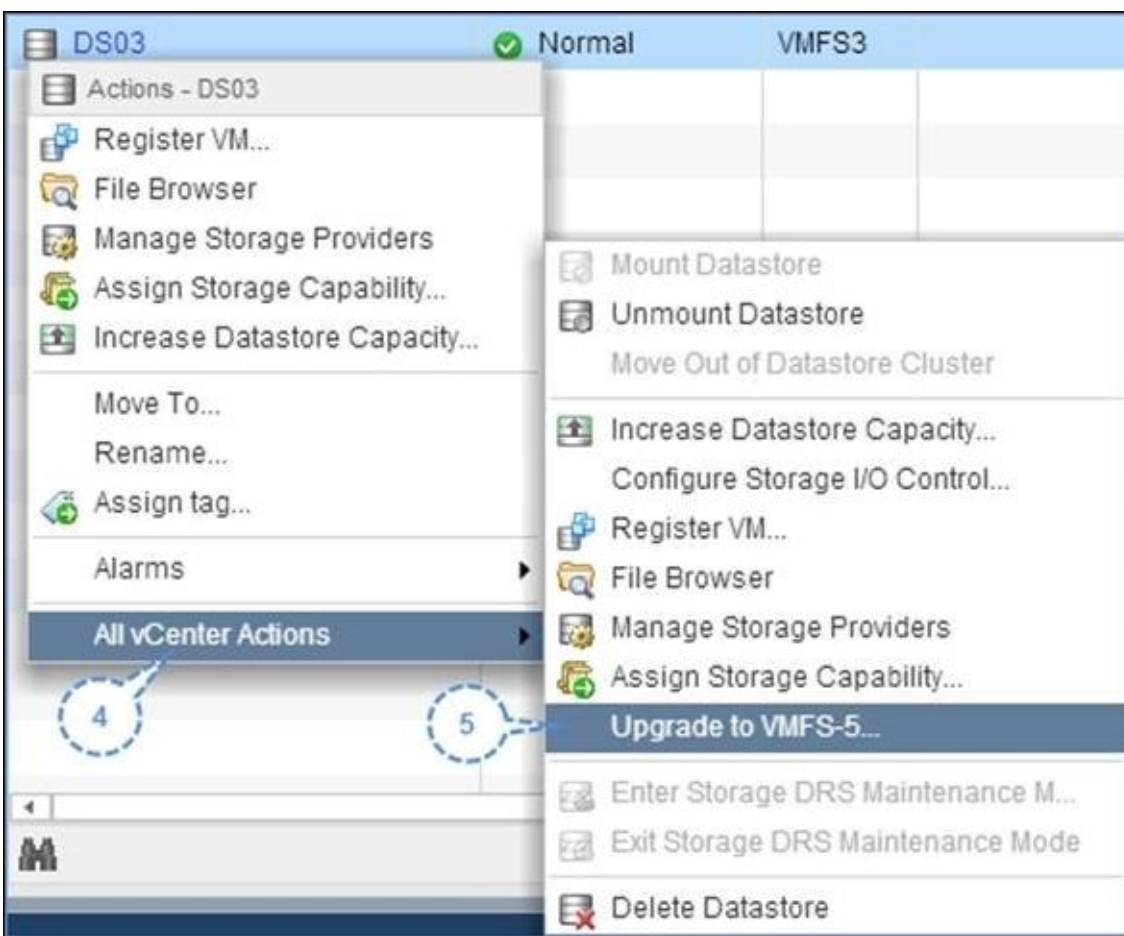 DS03 Normal VMFS3
Actions - DS03
Register VM...
File Browser
Manage Storage Providers
Assign Storage Capability...
Increase Datastore Capacity...
Move To...
Rename...
Assign tag...
Alarms
All vCenter Actions
4
Mount Datastore
Unmount Datastore
Move Out of Datastore Cluster
Increase Datastore Capacity...
Configure Storage I/O Control...
Register VM...
File Browser
Manage Storage Providers
Assign Storage Capability...
5
Upgrade to VMFS-5...
Enter Storage DRS Maintenance M...
Exit Storage DRS Maintenance Mode
Delete Datastore